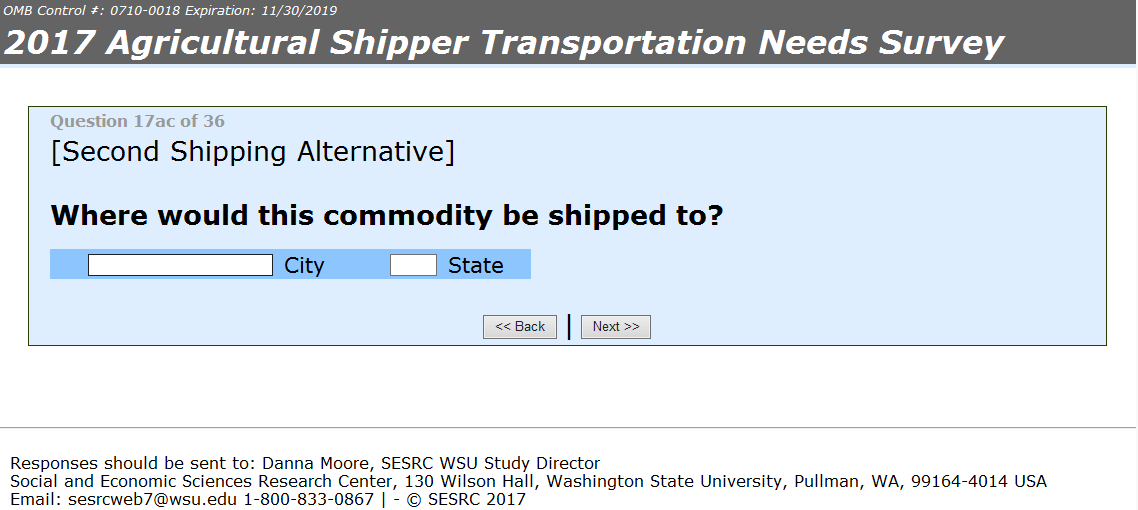 OMB Control #: 0710-0018 Expiration: 11/30/2019
2017 Agricultural Shipper Transportation Needs Survey
Question 17ac of 36
[Second Shipping Alternative]
Where would this commodity be shipped to?
City State
<< Back | Next >>
Responses should be sent to: Danna Moore, SESRC WSU Study Director
Social and Economic Sciences Research Center, 130 Wilson Hall, Washington State University, Pullman, WA, 99164-4014 USA
Email: sesrcweb7@wsu.edu 1-800-833-0867 | - © SESRC 2017